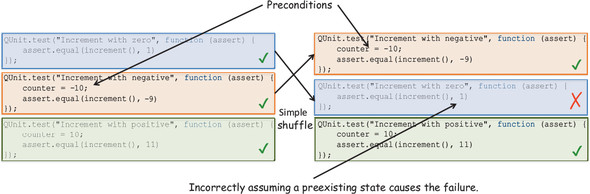 Preconditions
QUnit.test("Increment with zero", function (assert) {
assert.equal(increment(), 1)
});
QUnit.test("Increment with negative", function (assert) {
counter = -10;
assert.equal(increment(), -9)
});
QUnit.test("Increment with positive", function (assert) {
counter = 10;
assert.equal(increment(), 11)
});
Simple
shuffle
QUnit.test("Increment with negative", function (assert) {
counter = -10;
assert.equal(increment(), -9)
});
QUnit.test("Increment with zero", function (assert) {
assert.equal(increment(), 1)
});
QUnit.test("Increment with positive", function (assert) {
counter = 10;
assert.equal(increment(), 11)
});
Incorrectly assuming a preexisting state causes the failure.